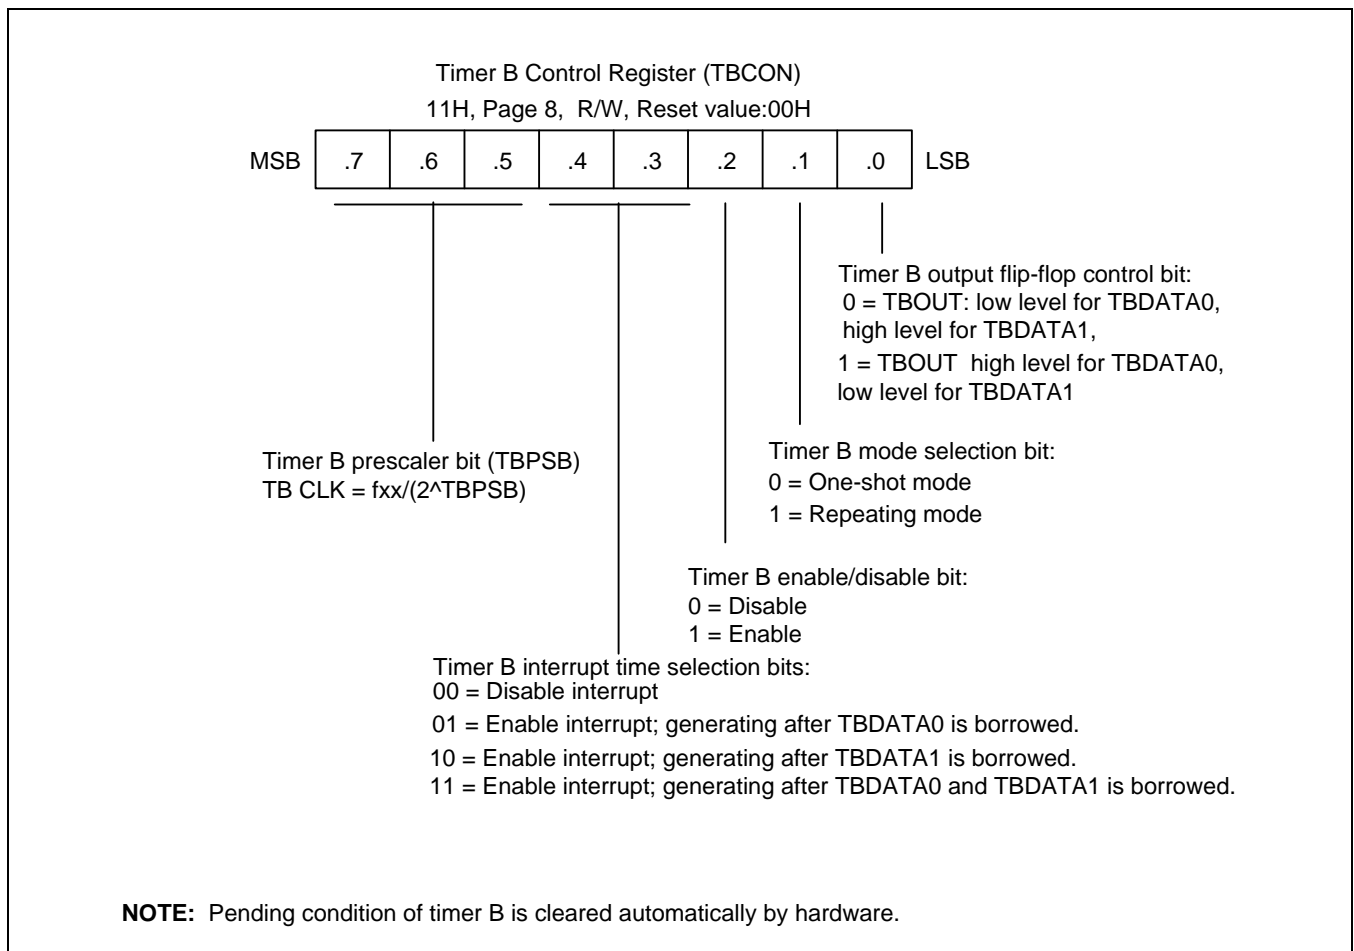 Timer B Control Register (TBCON)
11H, Page 8, R/W, Reset value:00H
MSB .7 .6 .5 .4 .3 .2 .1 .0 LSB
Timer B output flip-flop control bit:
0 = TBOUT: low level for TBDATA0,
high level for TBDATA1,
1 = TBOUT high level for TBDATA0,
low level for TBDATA1
Timer B mode selection bit:
0 = One-shot mode
1 = Repeating mode
Timer B prescaler bit (TBPSB)
TB CLK = fxx/(2^TBPSB)
Timer B enable/disable bit:
0 = Disable
1 = Enable
Timer B interrupt time selection bits:
00 = Disable interrupt
01 = Enable interrupt; generating after TBDATA0 is borrowed.
10 = Enable interrupt; generating after TBDATA1 is borrowed.
11 = Enable interrupt; generating after TBDATA0 and TBDATA1 is borrowed.
NOTE: Pending condition of timer B is cleared automatically by hardware.